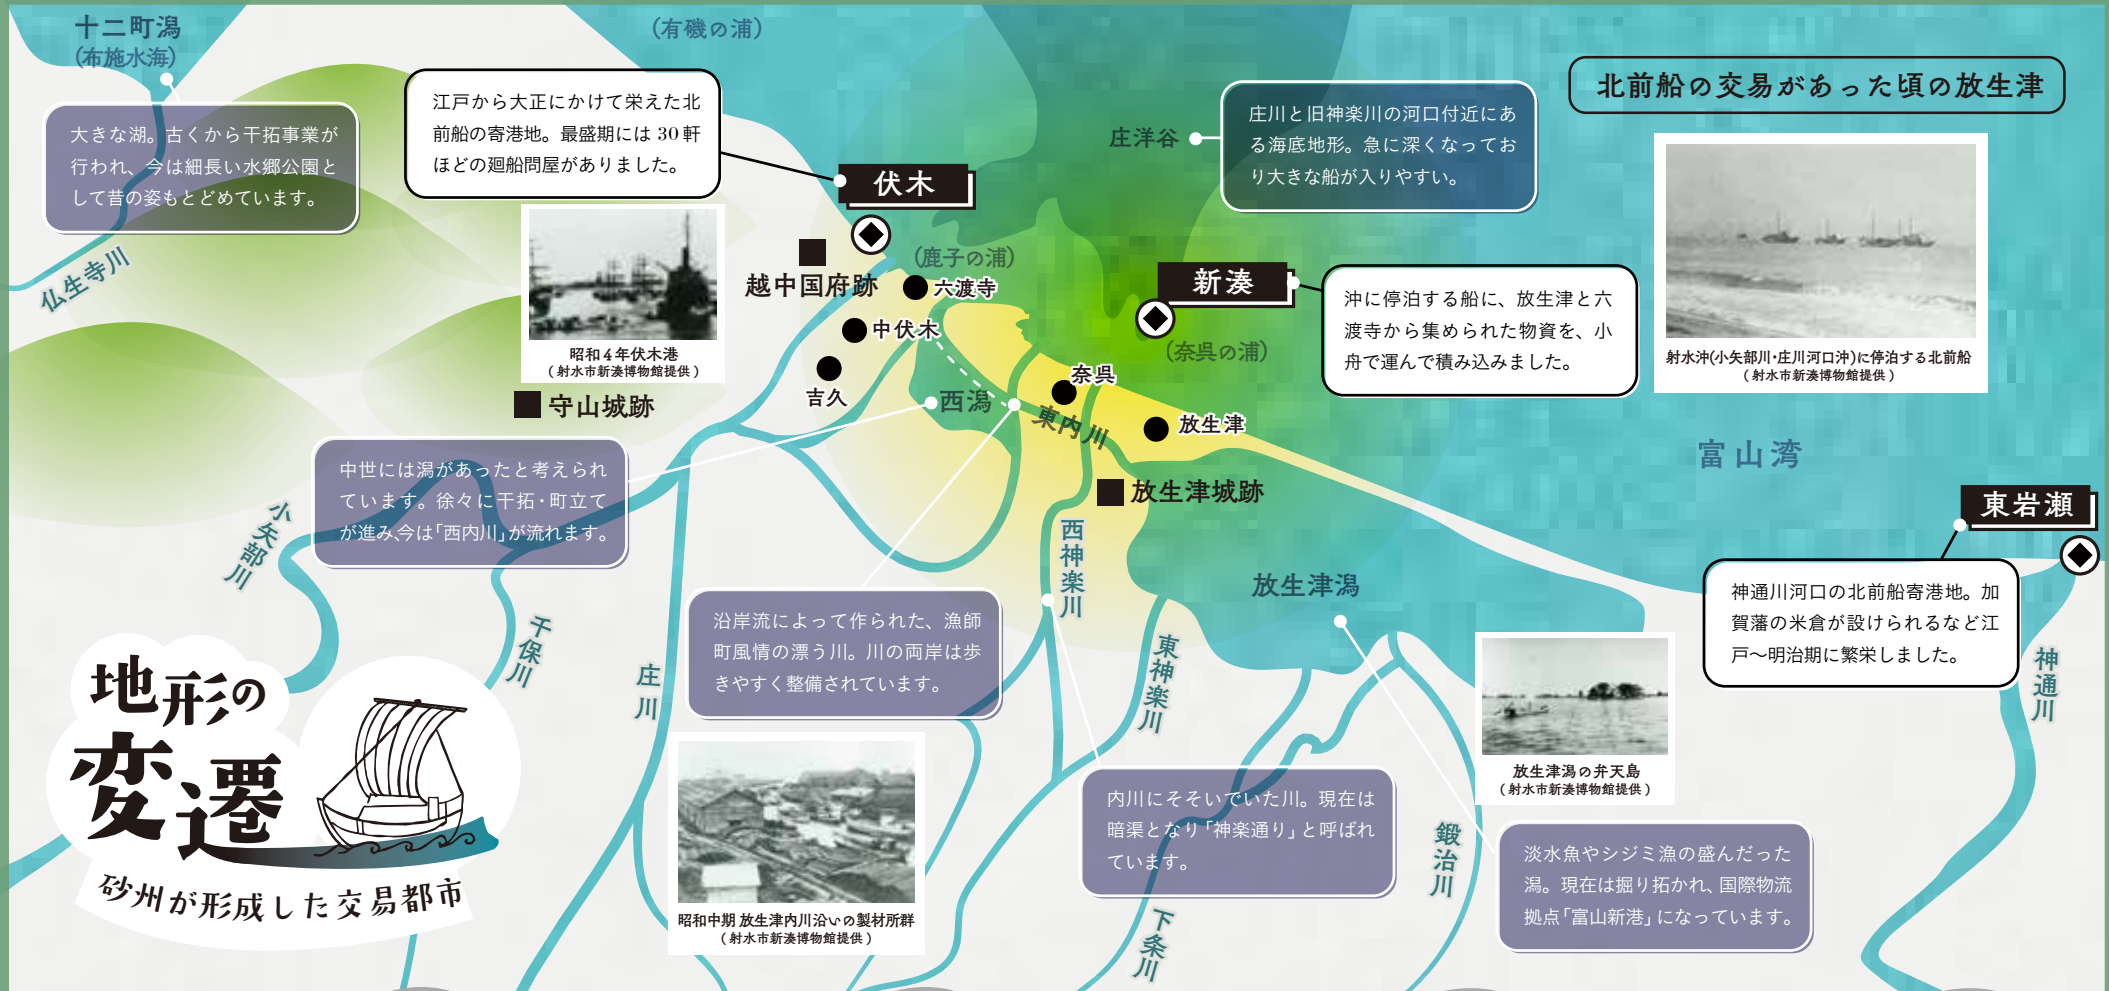 十二町潟
(布施水海)
(有磯の浦)
北前船の交易があった頃の放生津
大きな湖。古くから干拓事業が
行われ、今は細長い水郷公園と
して昔の姿もとどめています。
江戸から大正にかけて栄えた北
前船の寄港地。最盛期には 30 軒
ほどの廻船問屋がありました。
庄洋谷
庄川と旧神楽川の河口付近にあ
る海底地形。急に深くなってお
り大きな船が入りやすい。
伏木
仏生寺川
越中国府跡
(鹿子の浦)
六渡寺
中伏木
吉久
新湊
(奈呉の浦)
沖に停泊する船に、放生津と六
渡寺から集められた物資を、小
舟で運んで積み込みました。
射水沖(小矢部川・庄川河口沖)に停泊する北前船
(射水市新湊博物館提供)
昭和4年伏木港
(射水市新湊博物館提供)
守山城跡
西潟
奈呉
東内川
放生津
放生津城跡
富山湾
東岩瀬
中世には潟があったと考えられ
ています。徐々に干拓・町立て
が進み、今は「西内川」が流れます。
小矢部川
千保川
庄川
西神楽川
東神楽川
放生津潟
神通川河口の北前船寄港地。加
賀藩の米倉が設けられるなど江
戸〜明治期に繁栄しました。
神通川
沿岸流によって作られた、漁師
町風情の漂う川。川の両岸は歩
きやすく整備されています。
地形の
変遷
砂州が形成した交易都市
昭和中期 放生津内川沿いの製材所群
(射水市新湊博物館提供)
内川にそそいでいた川。現在は
暗渠となり「神楽通り」と呼ばれ
ています。
下条川
鍛治川
放生津潟の弁天島
(射水市新湊博物館提供)
淡水魚やシジミ漁の盛んだった
潟。現在は掘り拓かれ、国際物流
拠点「富山新港」になっています。